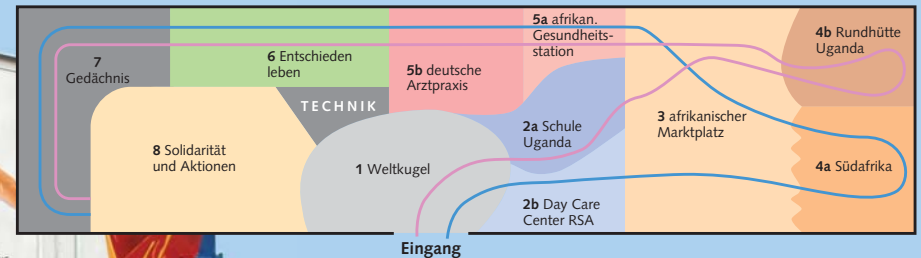 7
Gedächnis
6 Entschieden
leben
TECHNIK
5b deutsche
Arztpraxis
5a afrikan.
Gesundheits-
station
4b Rundhütte
Uganda
8 Solidarität
und Aktionen
1 Weltkugel
2a Schule
Uganda
3 afrikanischer
Marktplatz
4a Südafrika
2b Day Care
Center RSA
Eingang